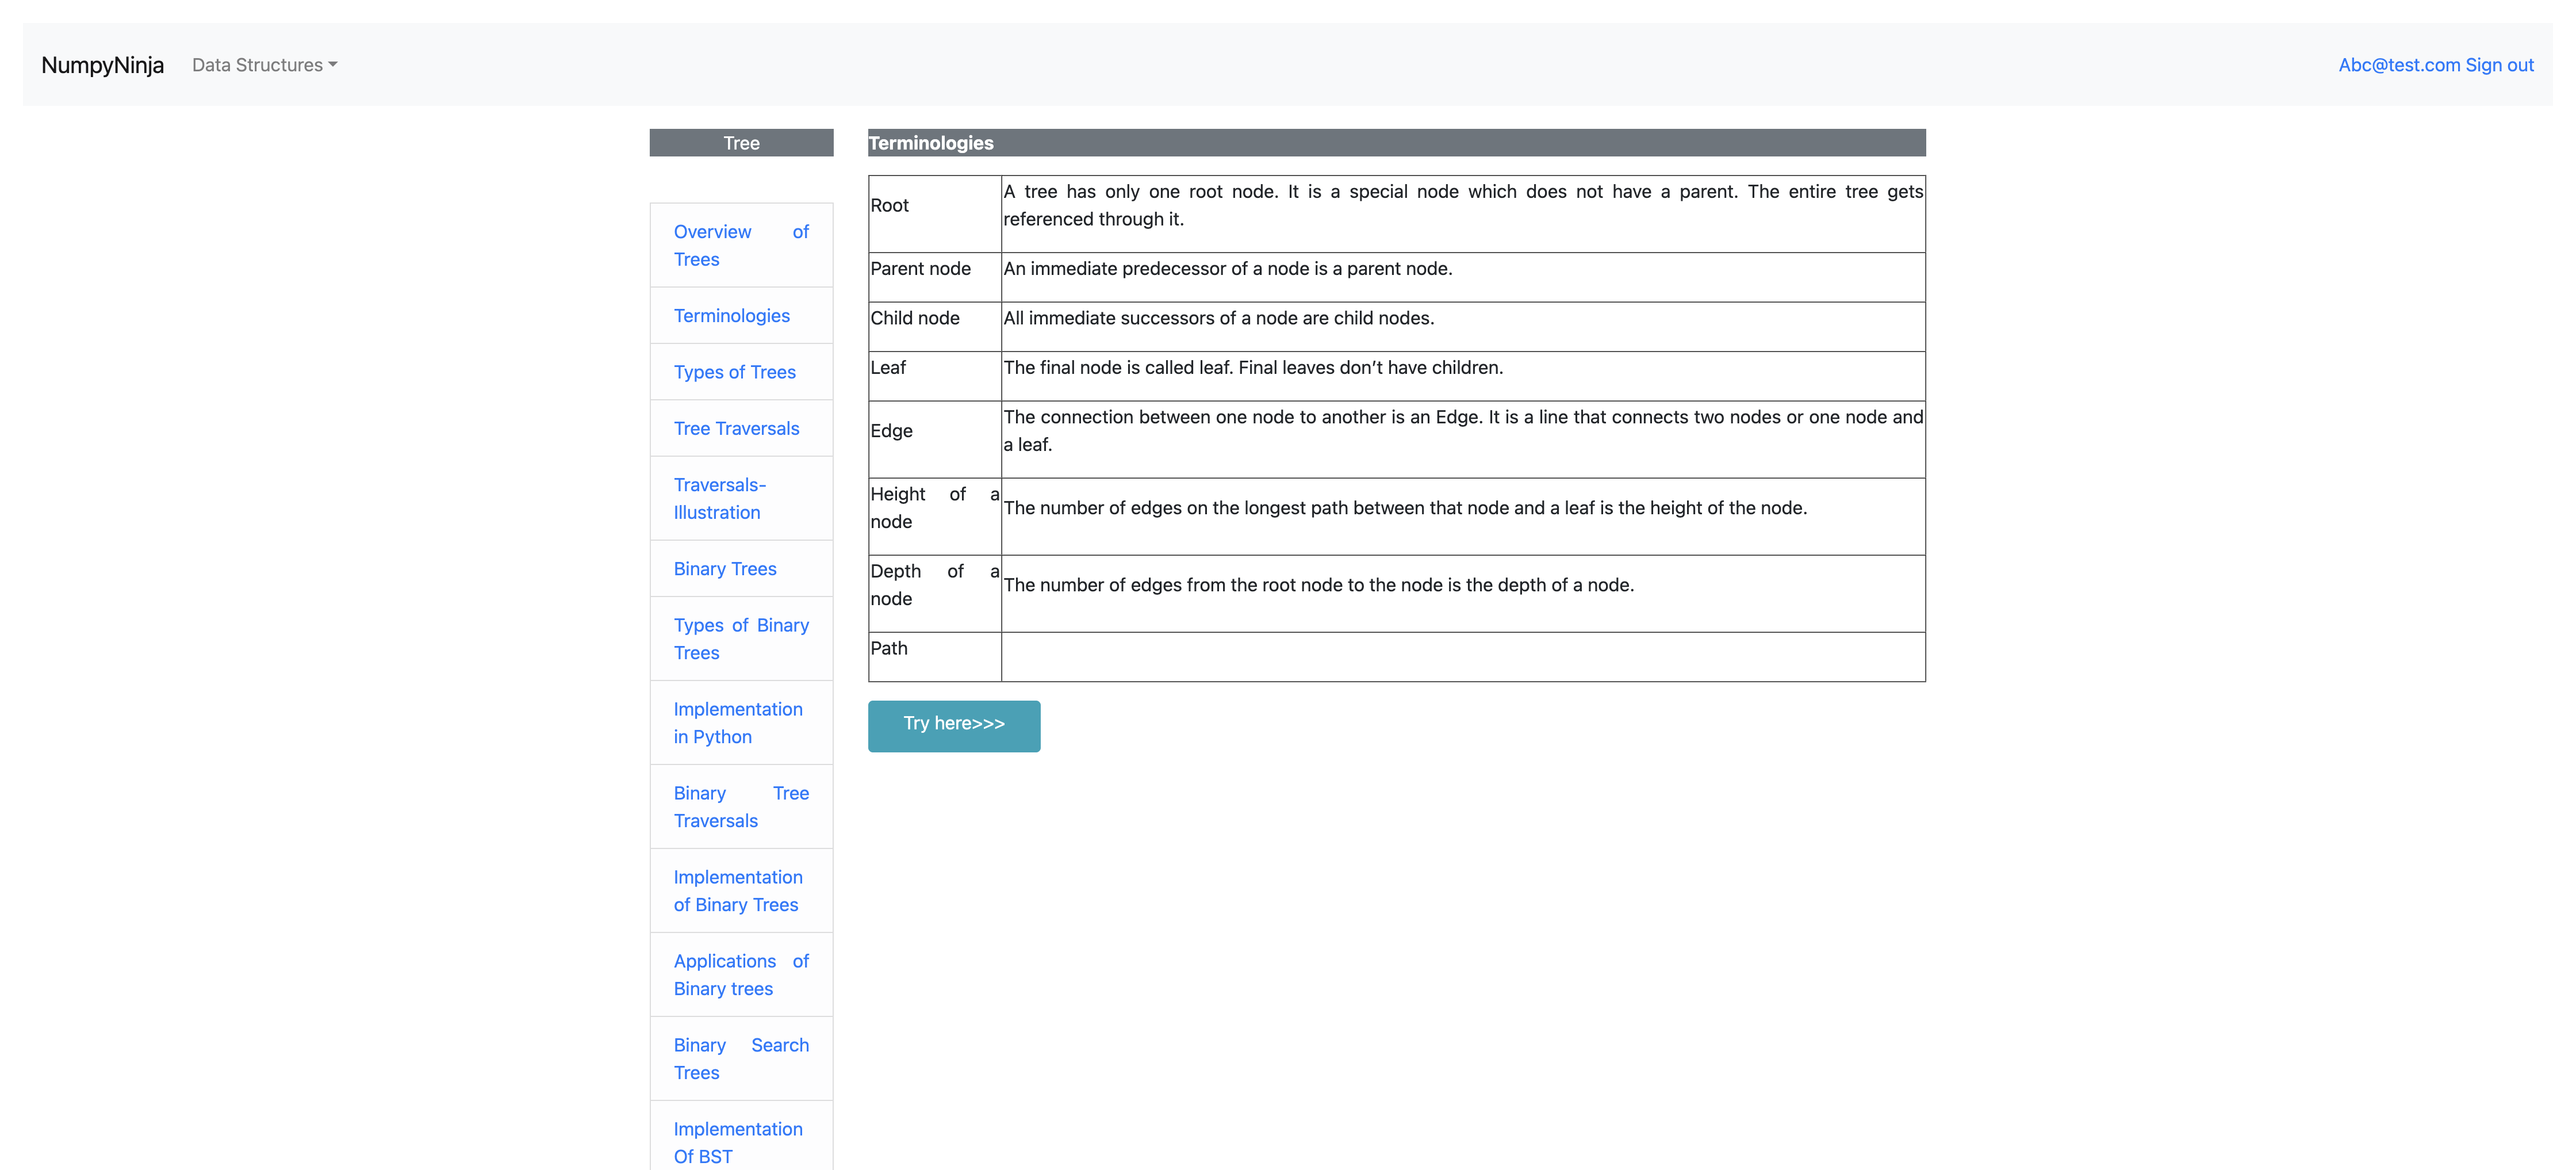 NumpyNinja Data Structures
Abc@test.com Sign out
Tree
Overview of
Trees
Terminologies
Types of Trees
Tree Traversals
Traversals-
Illustration
Binary Trees
Types of Binary
Trees
Implementation
in Python
Binary Tree
Traversals
Implementation
of Binary Trees
Applications of
Binary trees
Binary Search
Trees
Implementation
Of BST
Terminologies
Root
A tree has only one root node. It is a special node which does not have a parent. The entire tree gets
referenced through it.
Parent node
An immediate predecessor of a node is a parent node.
Child node
All immediate successors of a node are child nodes.
Leaf
The final node is called leaf. Final leaves don’t have children.
Edge
The connection between one node to another is an Edge. It is a line that connects two nodes or one node and
a leaf.
Height of a
node
The number of edges on the longest path between that node and a leaf is the height of the node.
Depth of a
node
The number of edges from the root node to the node is the depth of a node.
Path
Try here>>>